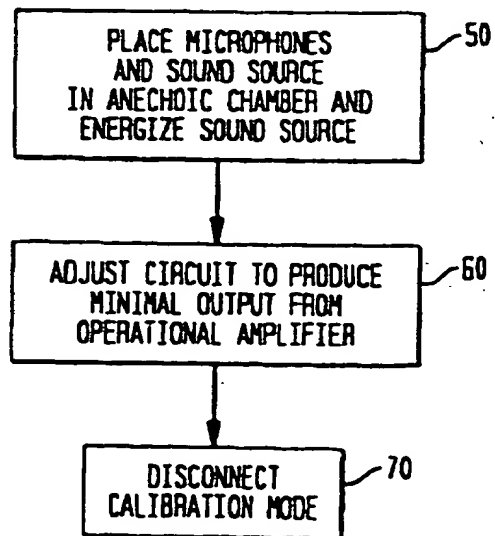 PLACE MICROPHONES
AND SOUND SOURCE
IN ANECHOIC CHAMBER AND
ENERGIZE SOUND SOURCE
50
ADJUST CIRCUIT TO PRODUCE
MINIMAL OUTPUT FROM
OPERATIONAL AMPLIFIER
60
DISCONNECT
CALIBRATION MODE
70